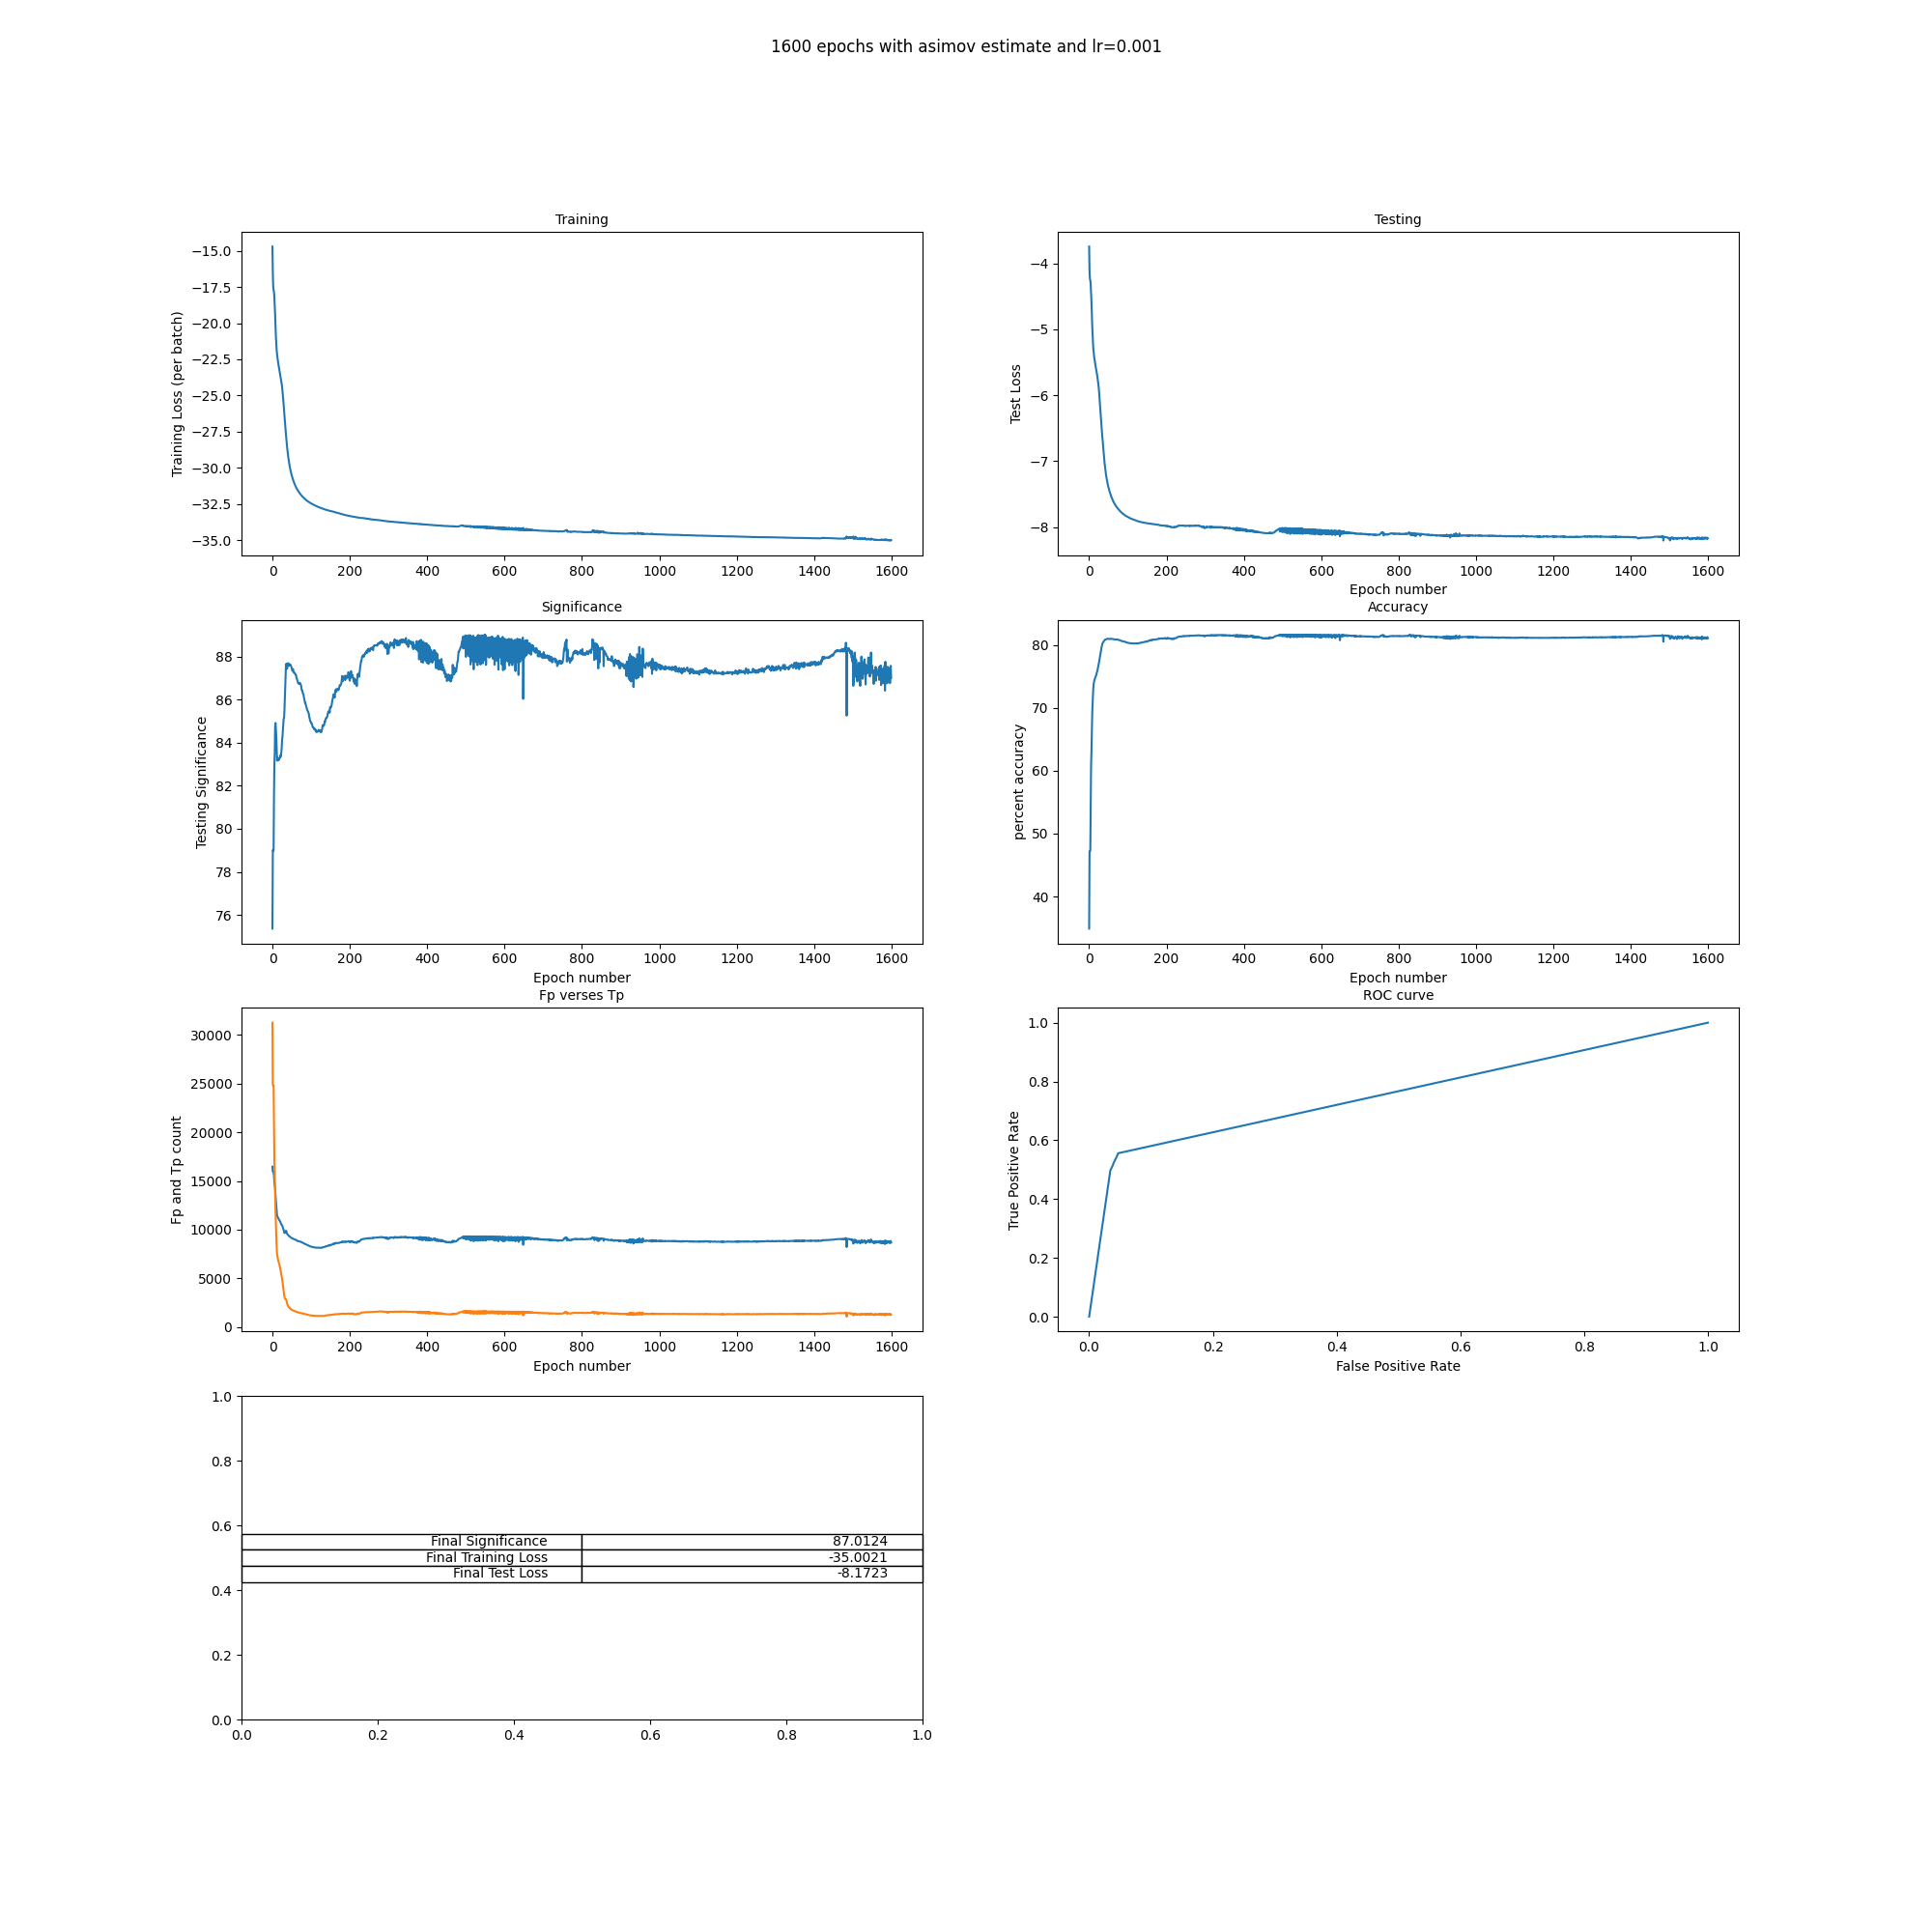 1600 epochs with asimov estimate and lr=0.001
Training
Training Loss (per batch)
−15.0
−17.5
−20.0
−22.5
−25.0
−27.5
−30.0
−32.5
−35.0
0 200 400 600 800 1000 1200 1400 1600
Testing
Test Loss
−4
−5
−6
−7
−8
0 200 400 600 800 1000 1200 1400 1600
Epoch number
Significance
Testing Significance
88
86
84
82
80
78
76
0 200 400 600 800 1000 1200 1400 1600
Epoch number
Accuracy
percent accuracy
80
70
60
50
40
0 200 400 600 800 1000 1200 1400 1600
Epoch number
Fp verses Tp
Fp and Tp count
30000
25000
20000
15000
10000
5000
0
0 200 400 600 800 1000 1200 1400 1600
Epoch number
ROC curve
True Positive Rate
1.0
0.8
0.6
0.4
0.2
0.0
0.0 0.2 0.4 0.6 0.8 1.0
False Positive Rate
1.0
0.8
0.6
Final Significance 87.0124
Final Training Loss -35.0021
Final Test Loss -8.1723
0.4
0.2
0.0
0.0 0.2 0.4 0.6 0.8 1.0